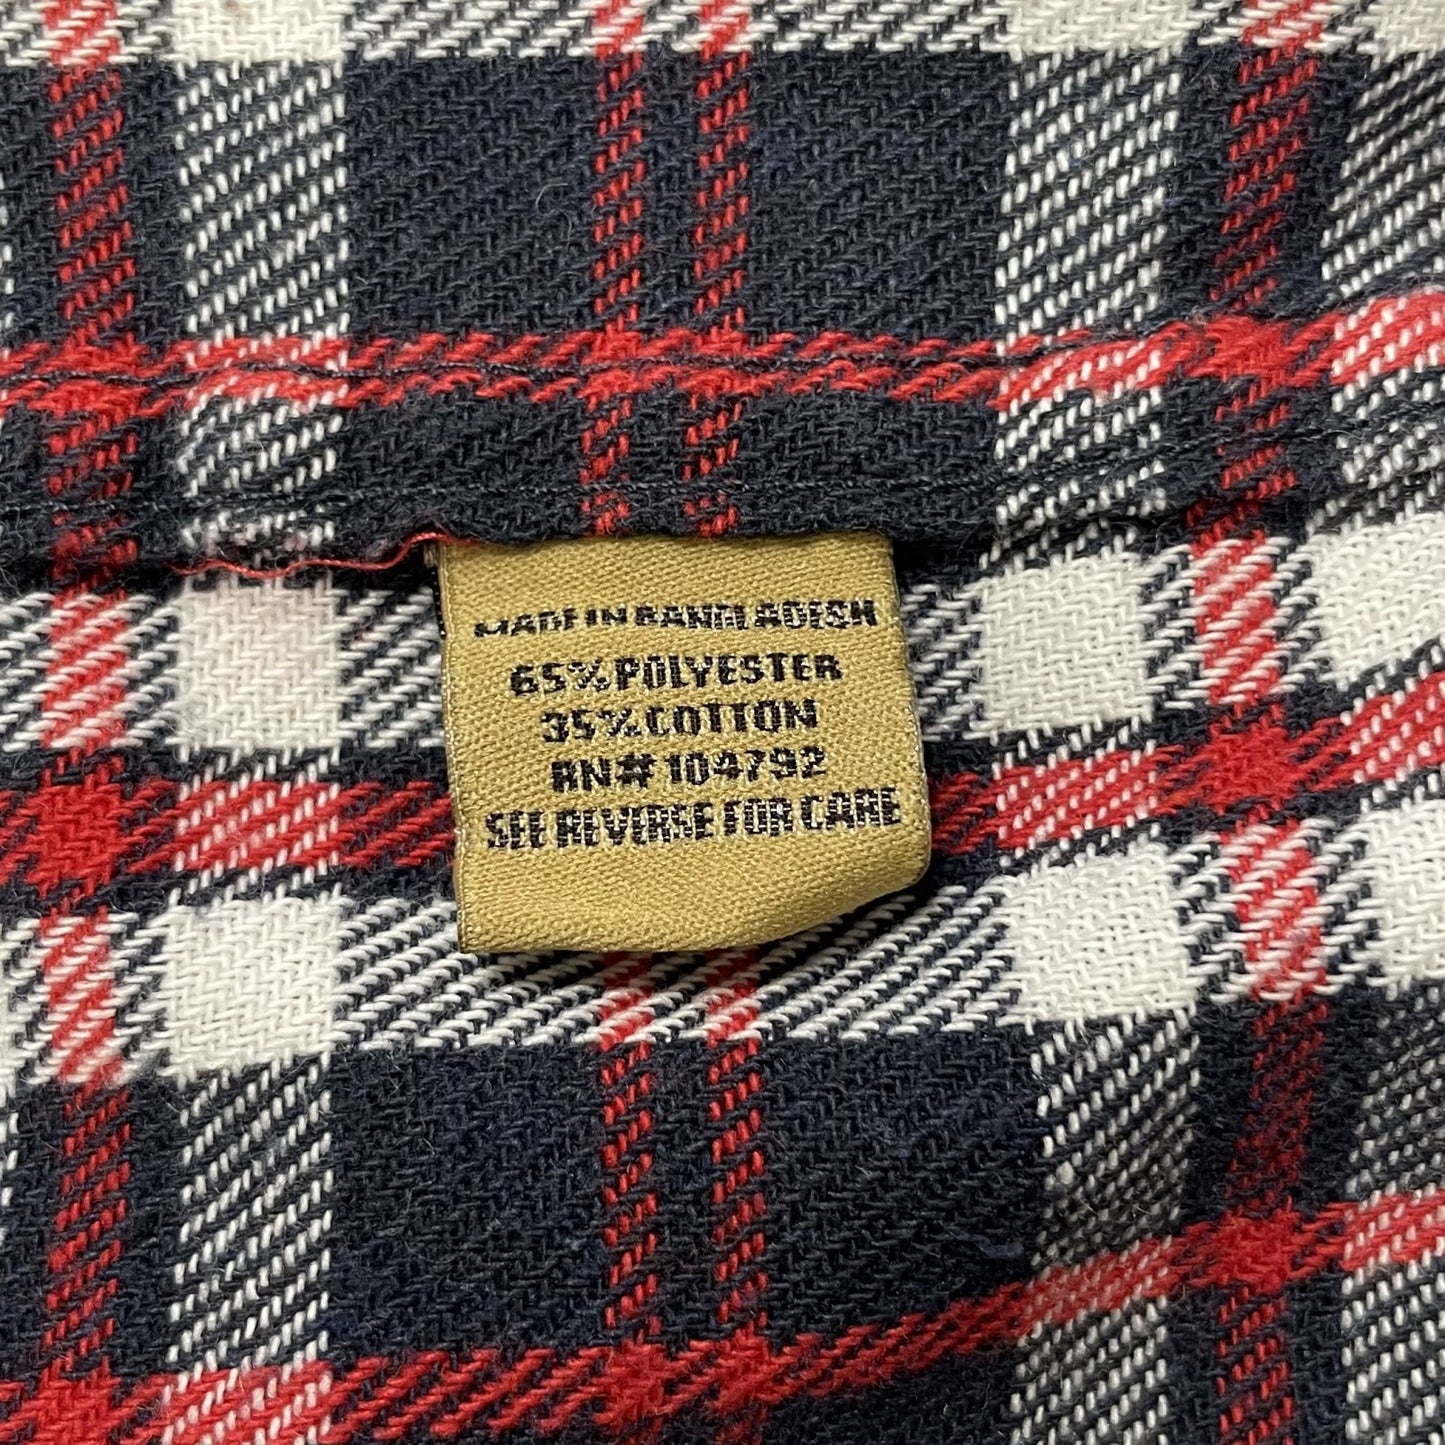 MADE IN BANGLADESH
65% POLYESTER
35% COTTON
RN# 104792
SEE REVERSE FOR CARE